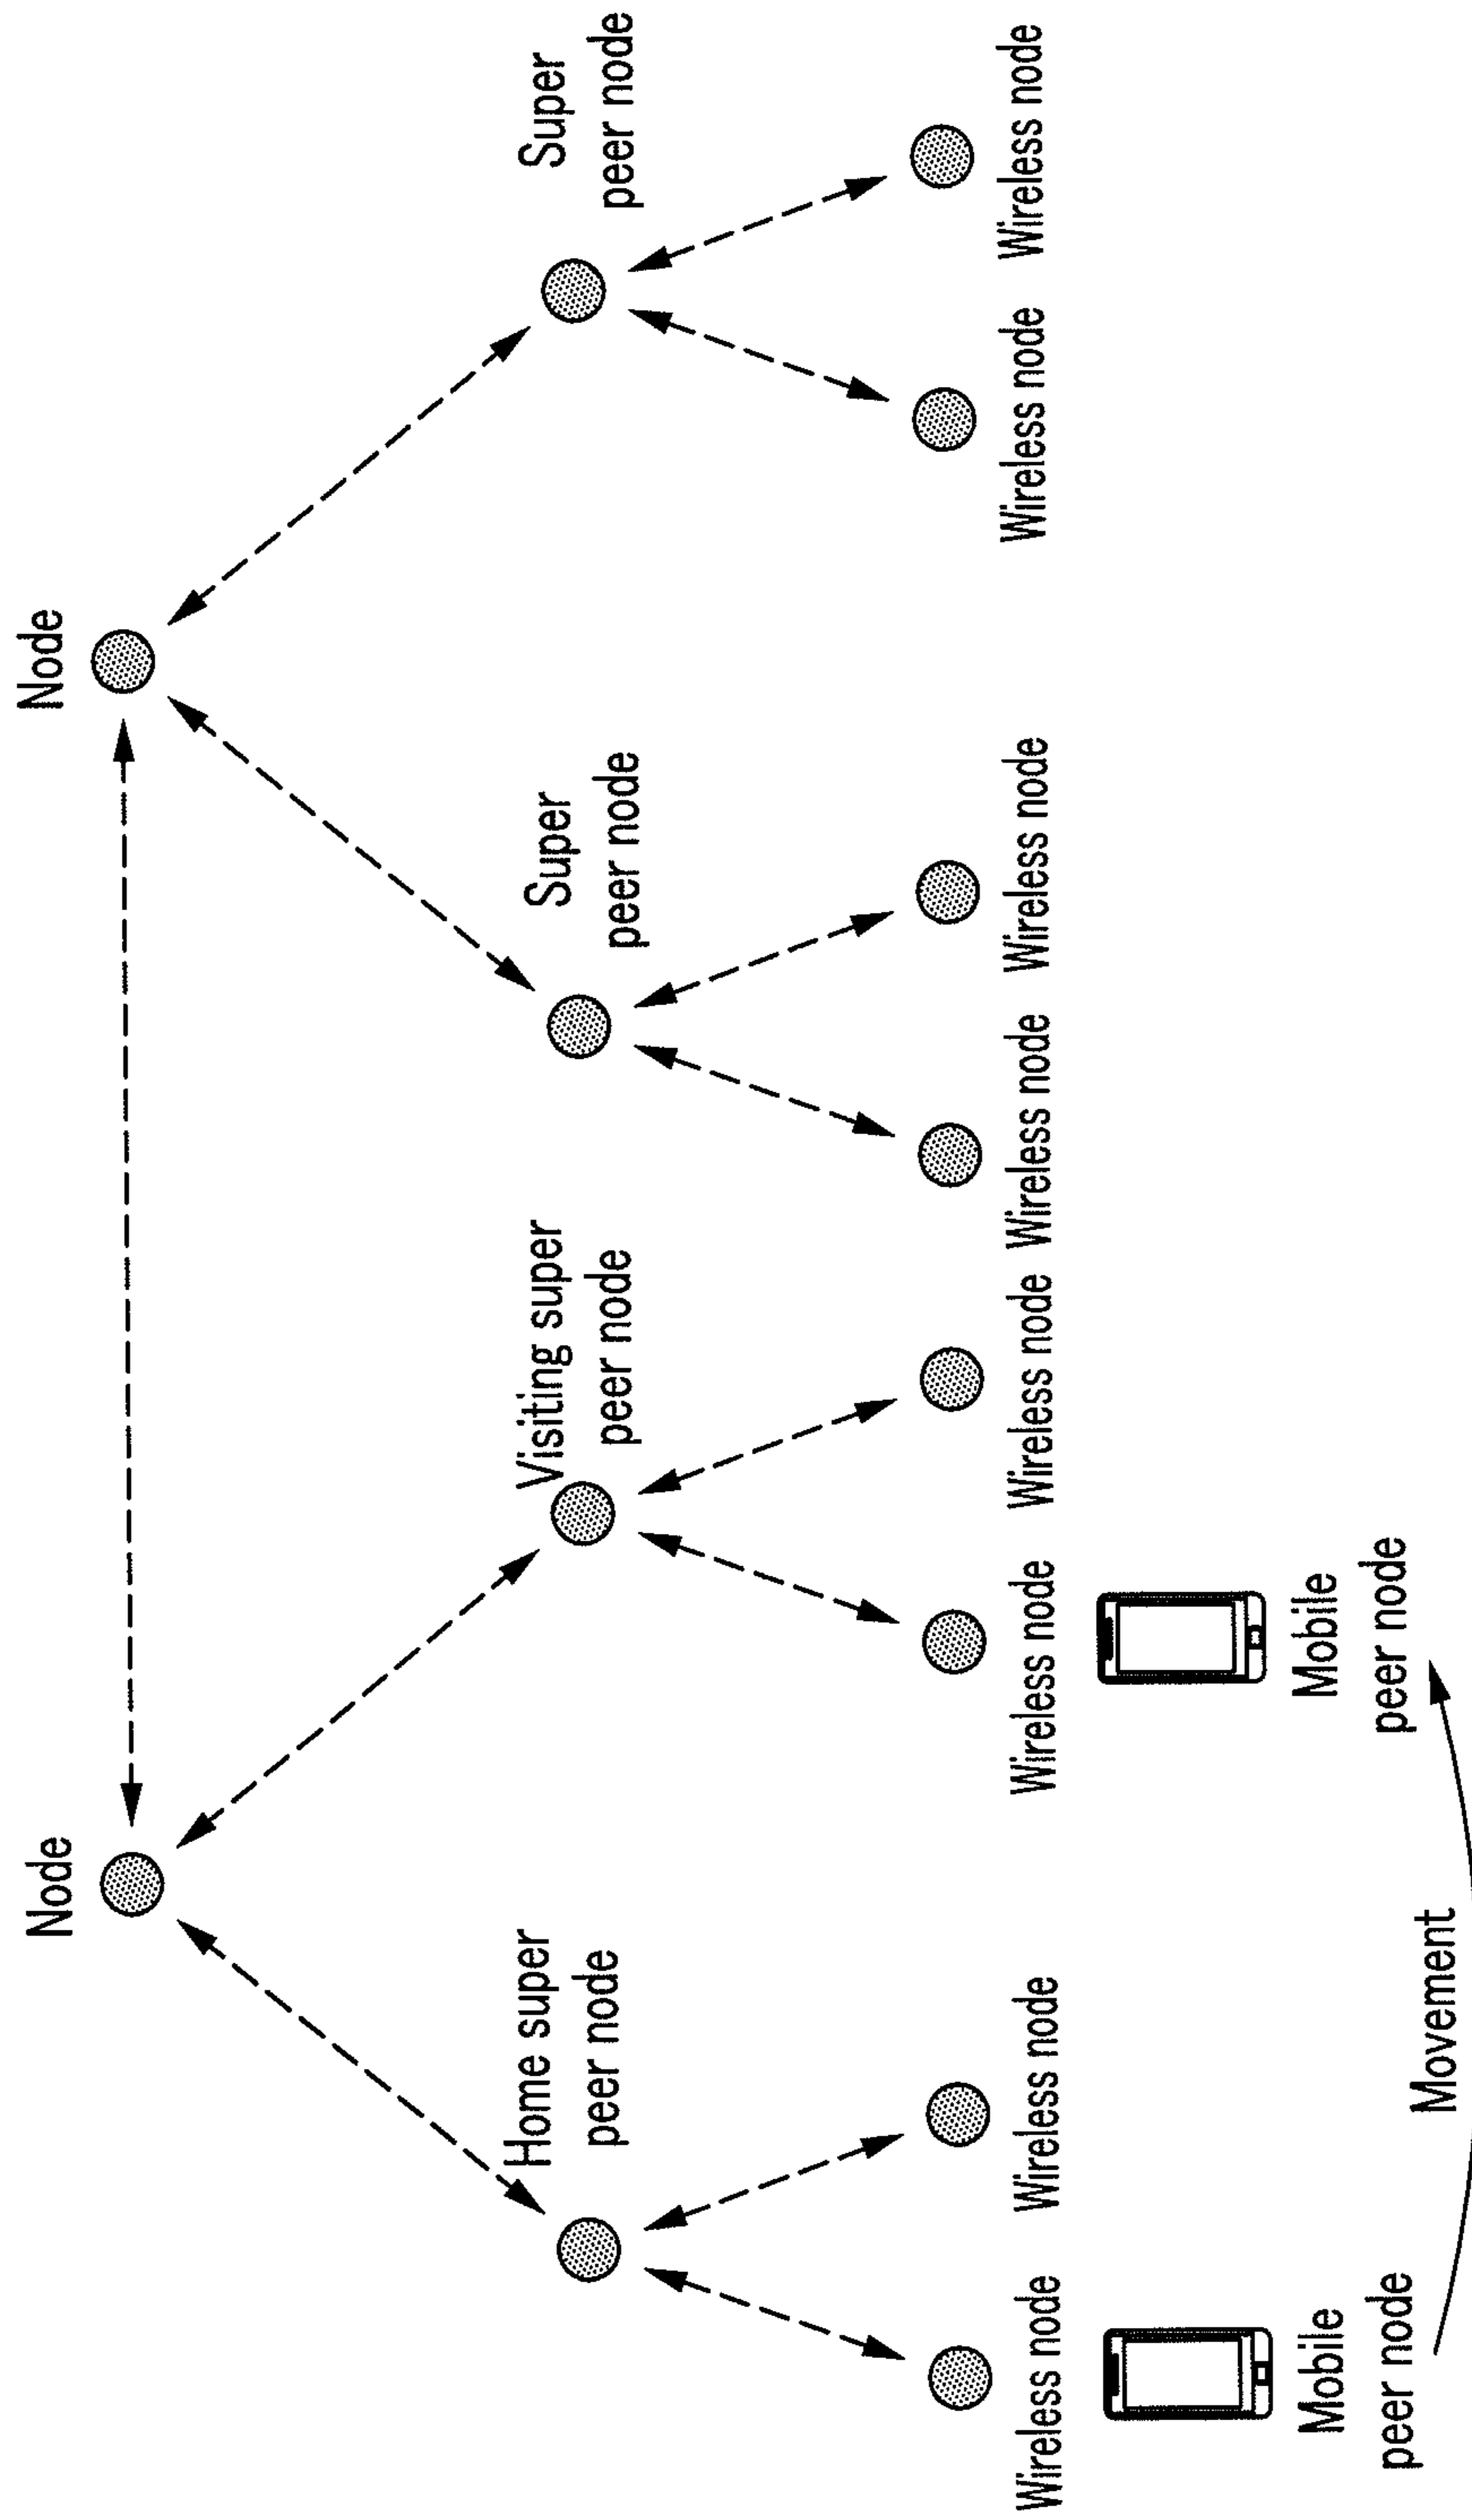 Node
Node
Home super
peer node
Visiting super
peer node
Super
peer node
Super
peer node
Wireless node
Wireless node
Wireless node
Wireless node
Wireless node
Wireless node
Wireless node
Wireless node
Mobile
peer node
Mobile
peer node
Movement